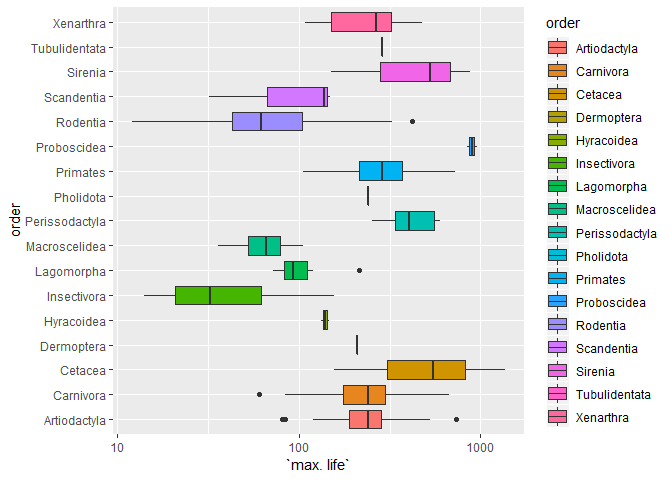 order
Xenarthra
Tubulidentata
Sirenia
Scandentia
Rodentia
Proboscidea
Primates
Pholidota
Perissodactyla
Macroscelidea
Lagomorpha
Insectivora
Hyracoidea
Dermoptera
Cetacea
Carnivora
Artiodactyla
10 100 1000
`max. life`
order
Artiodactyla
Carnivora
Cetacea
Dermoptera
Hyracoidea
Insectivora
Lagomorpha
Macroscelidea
Perissodactyla
Pholidota
Primates
Proboscidea
Rodentia
Scandentia
Sirenia
Tubulidentata
Xenarthra